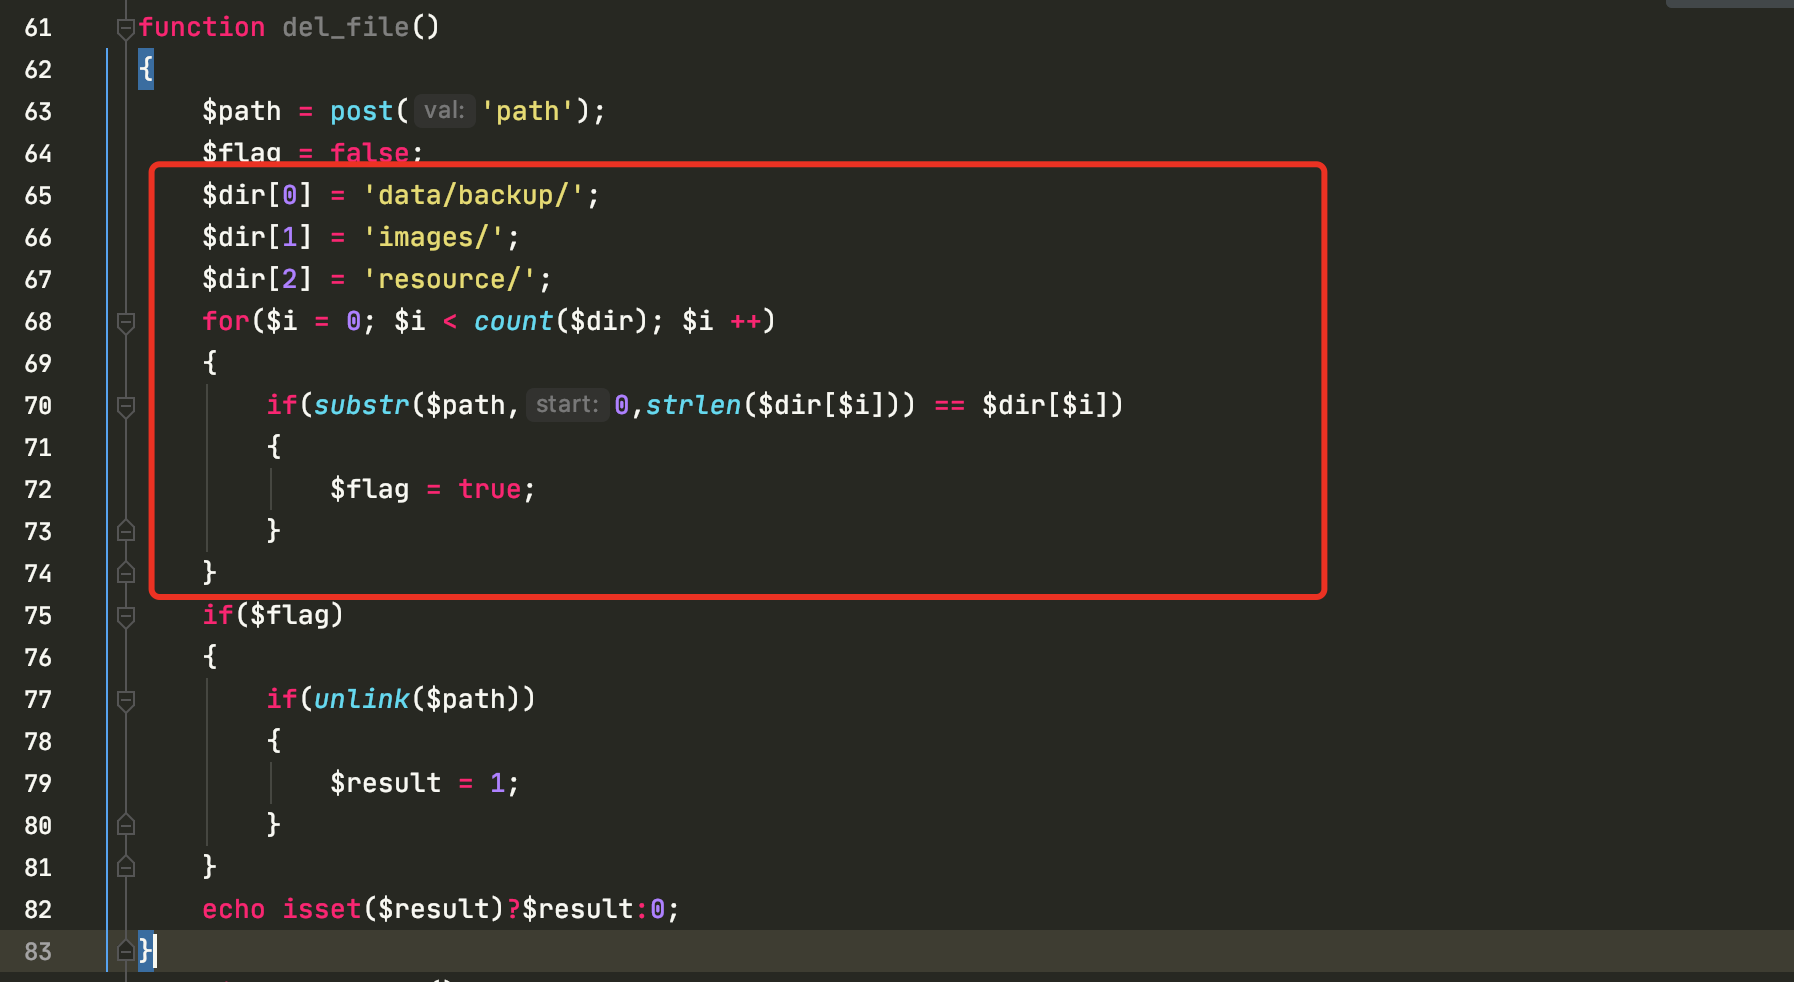 61 function del_file()
62 {
63 $path = post( val: 'path');
64 $flag = false;
65 $dir[0] = 'data/backup/';
66 $dir[1] = 'images/';
67 $dir[2] = 'resource/';
68 for($i = 0; $i < count($dir); $i ++)
69 {
70 if(substr($path, start: 0,strlen($dir[$i])) == $dir[$i])
71 {
72 $flag = true;
73 }
74 }
75 if($flag)
76 {
77 if(unlink($path))
78 {
79 $result = 1;
80 }
81 }
82 echo isset($result)?$result:0;
83 }